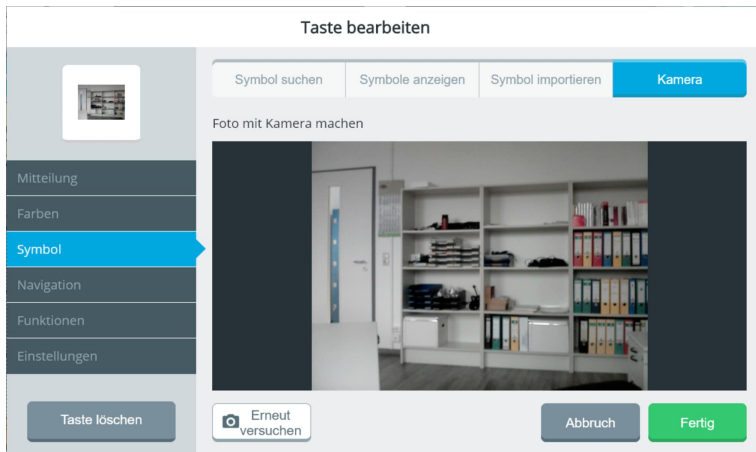 Taste bearbeiten
Symbol suchen
Symbole anzeigen
Symbol importieren
Kamera
Foto mit Kamera machen
Mitteilung
Farben
Symbol
Navigation
Funktionen
Einstellungen
Taste löschen
Erneut
versuchen
Abbruch
Fertig